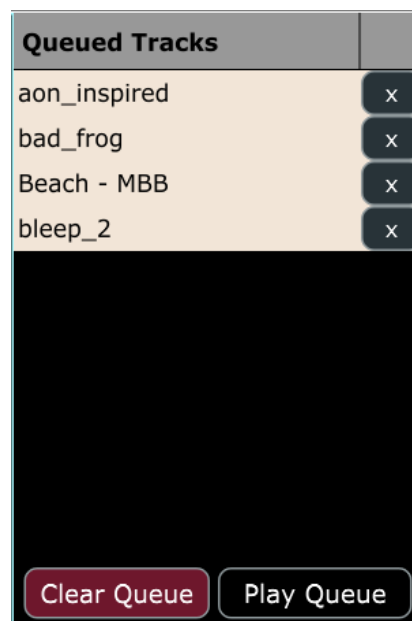 Queued Tracks
aon_inspired x
bad_frog x
Beach - MBB x
bleep_2 x
Clear Queue Play Queue